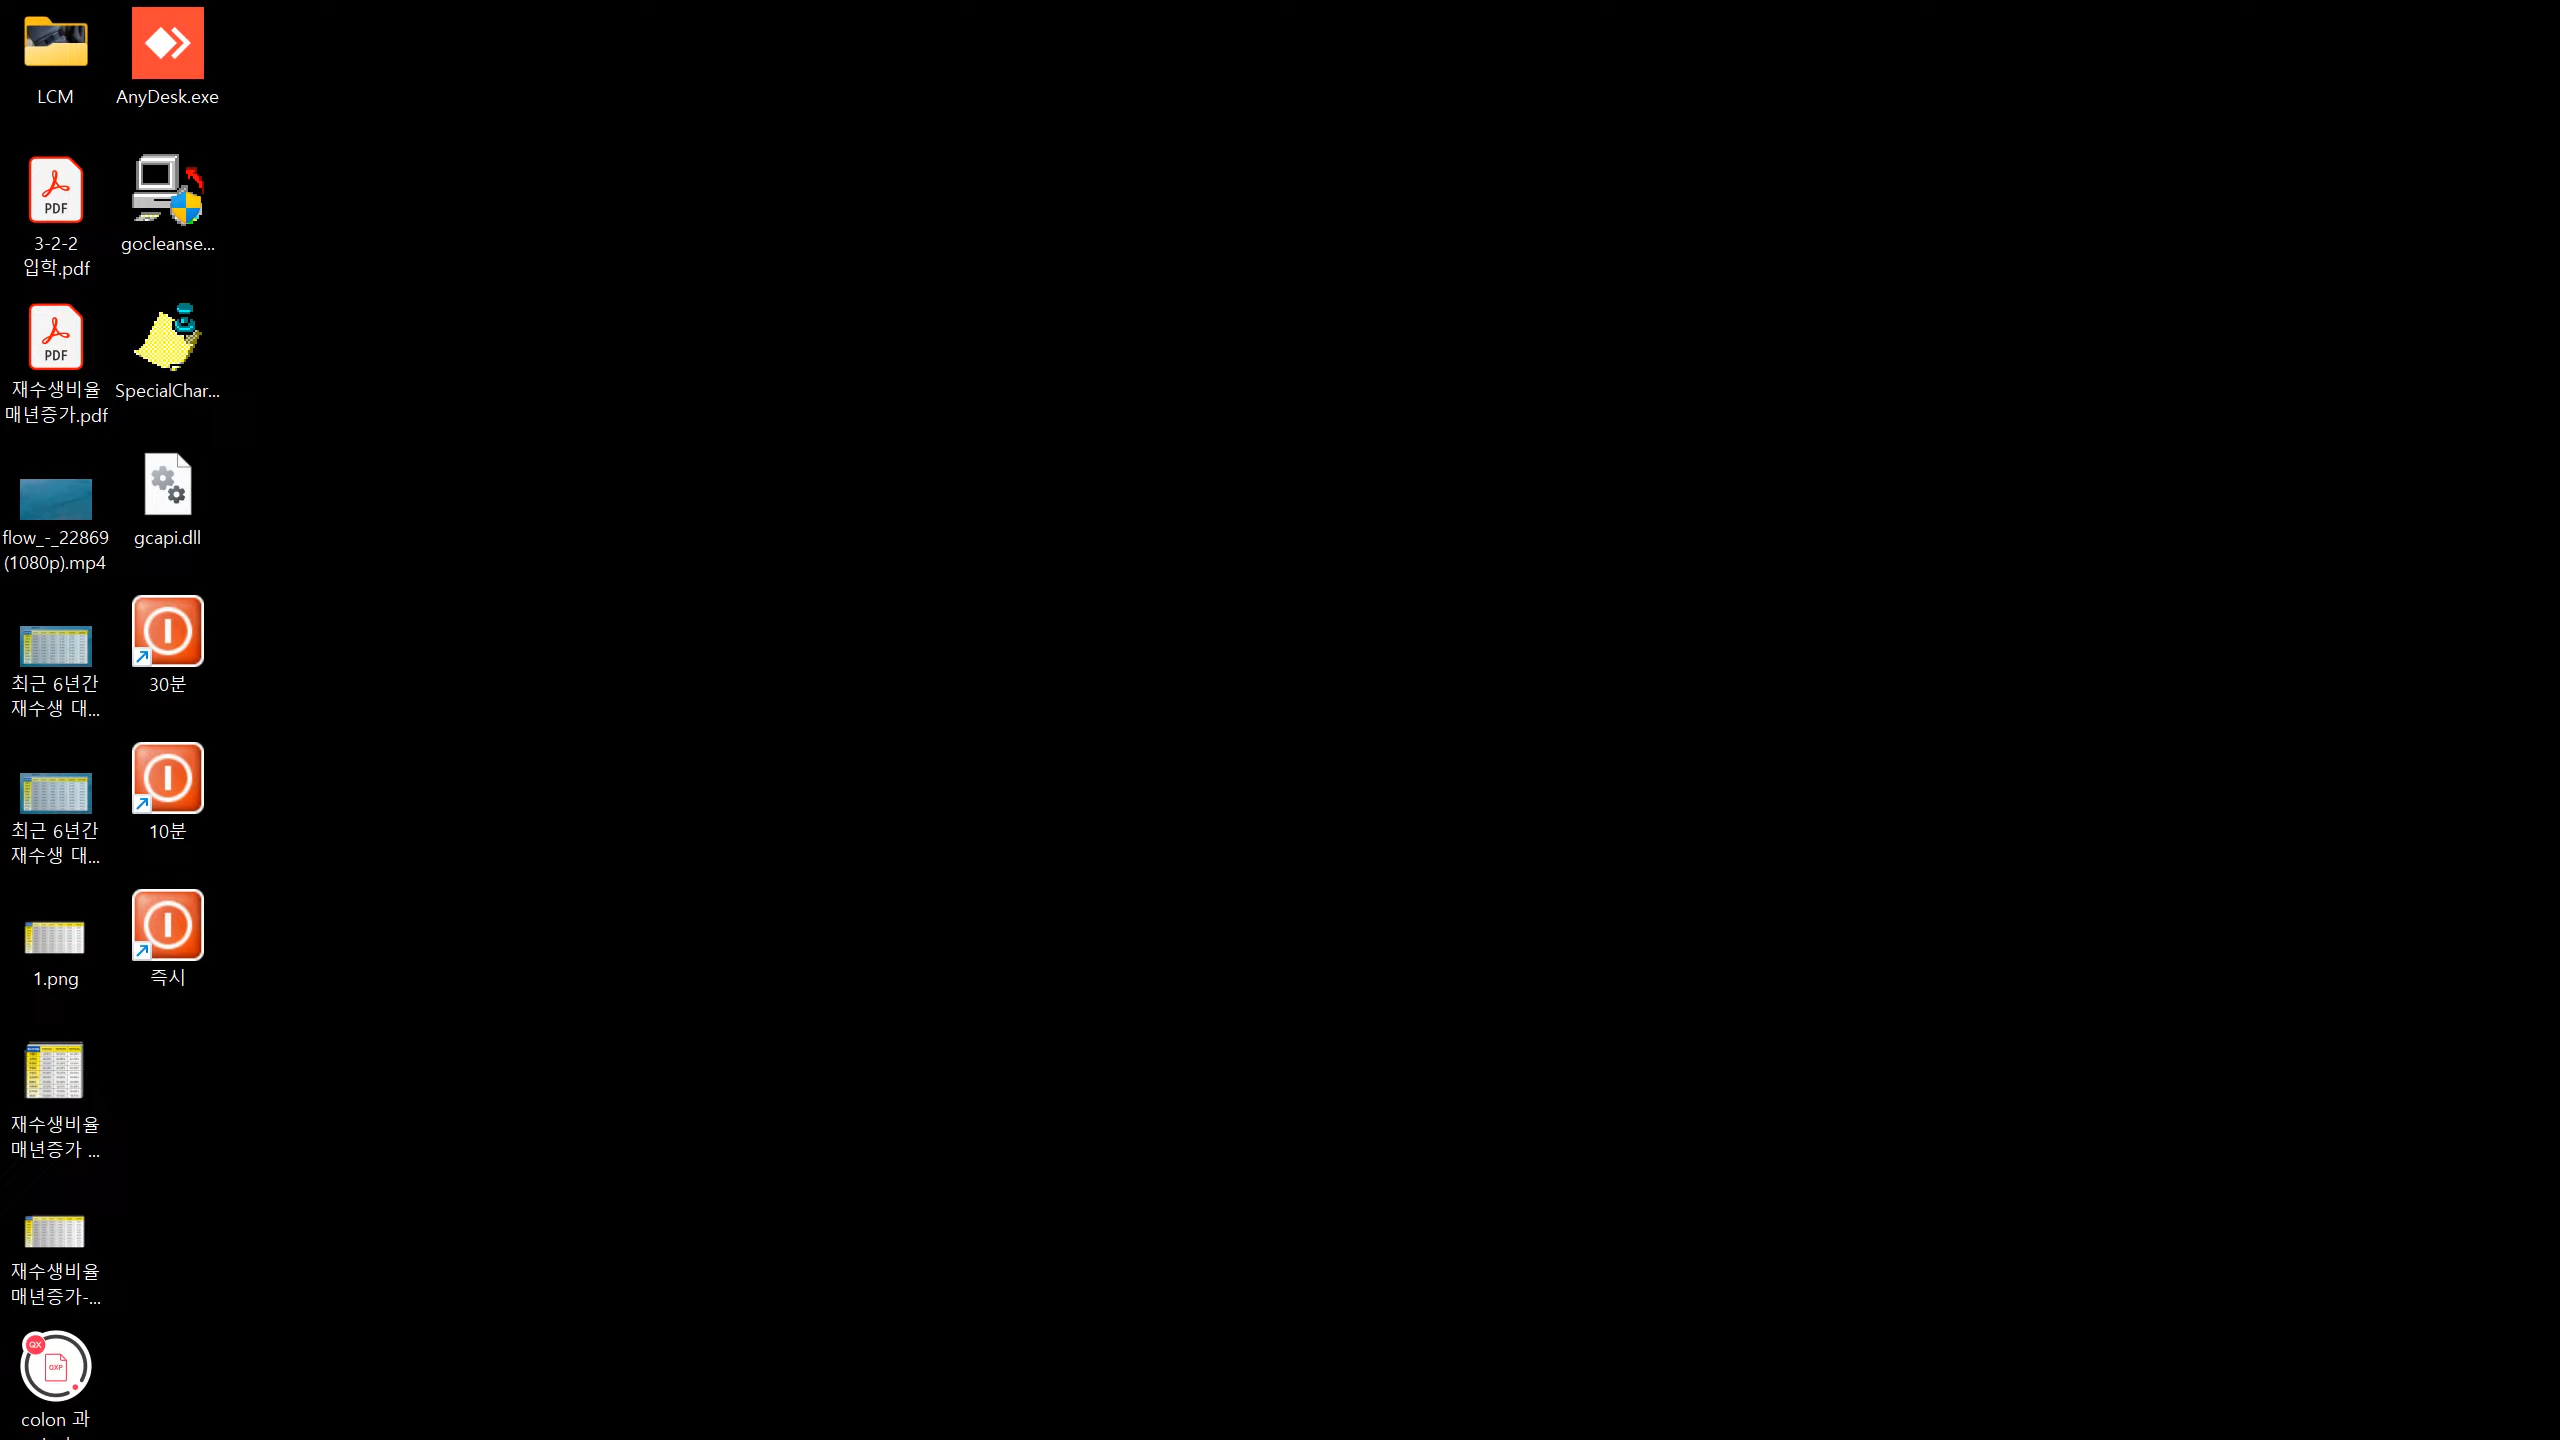 LCM
AnyDesk.exe
PDF
3-2-2
입학.pdf
gocleanse...
PDF
재수생비율
매년증가.pdf
SpecialChar...
flow_-_22869
(1080p).mp4
gcapi.dll
최근 6년간
재수생 대...
30분
최근 6년간
재수생 대...
10분
1.png
즉시
재수생비율
매년증가 ...
재수생비율
매년증가-...
QX
QXP
colon 과